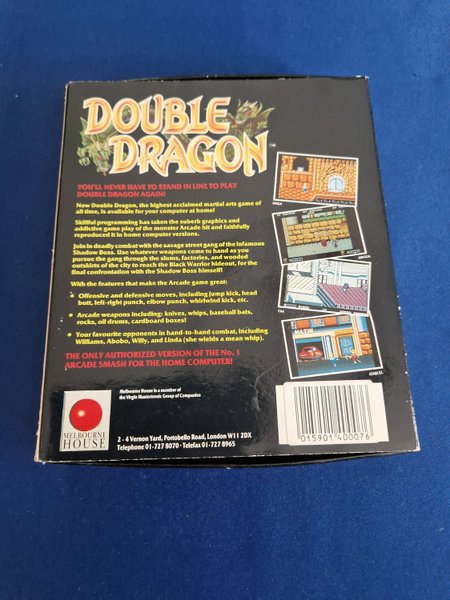 DOUBLE
DRAGON
YOU'LL NEVER HAVE TO STAND IN LINE TO PLAY
DOUBLE DRAGON AGAIN!
Now Double Dragon, the highest acclaimed martial arts game of
all time, is available for your computer at home!
Skillful programming has taken the suberb graphics and
addictive game play of the monster Arcade hit and faithfully
reproduced it in home computer versions.
Join in deadly combat with the savage street gang of the infamous
Shadow Boss. Use whatever weapons come to hand as you
pursue the gang through the slums, factories, and wooded
outskirts of the city to reach the Black Warrior hideout, for the
final confrontation with the Shadow Boss himself!
With the features that make the Arcade game great:
• Offensive and defensive moves, including jump kick, head
butt, left-right punch, elbow punch, whirlwind kick, etc.
• Arcade weapons including: knives, whips, baseball bats,
rocks, oil drums, cardboard boxes!
• Your favourite opponents in hand-to-hand combat, including
Williams, Abobo, Willy, and Linda (she wields a mean whip).
THE ONLY AUTHORIZED VERSION OF THE No. 1
ARCADE SMASH FOR THE HOME COMPUTER!
AMIGA
C64
ATARI ST
MELBOURNE
HOUSE
Melbourne House is a member of
the Virgin Mastertronic Group of Companies
2 - 4 Vernon Yard, Portobello Road, London W11 2DX
Telephone 01-727 8070 · Telefax 01-727 8965
015901 400076